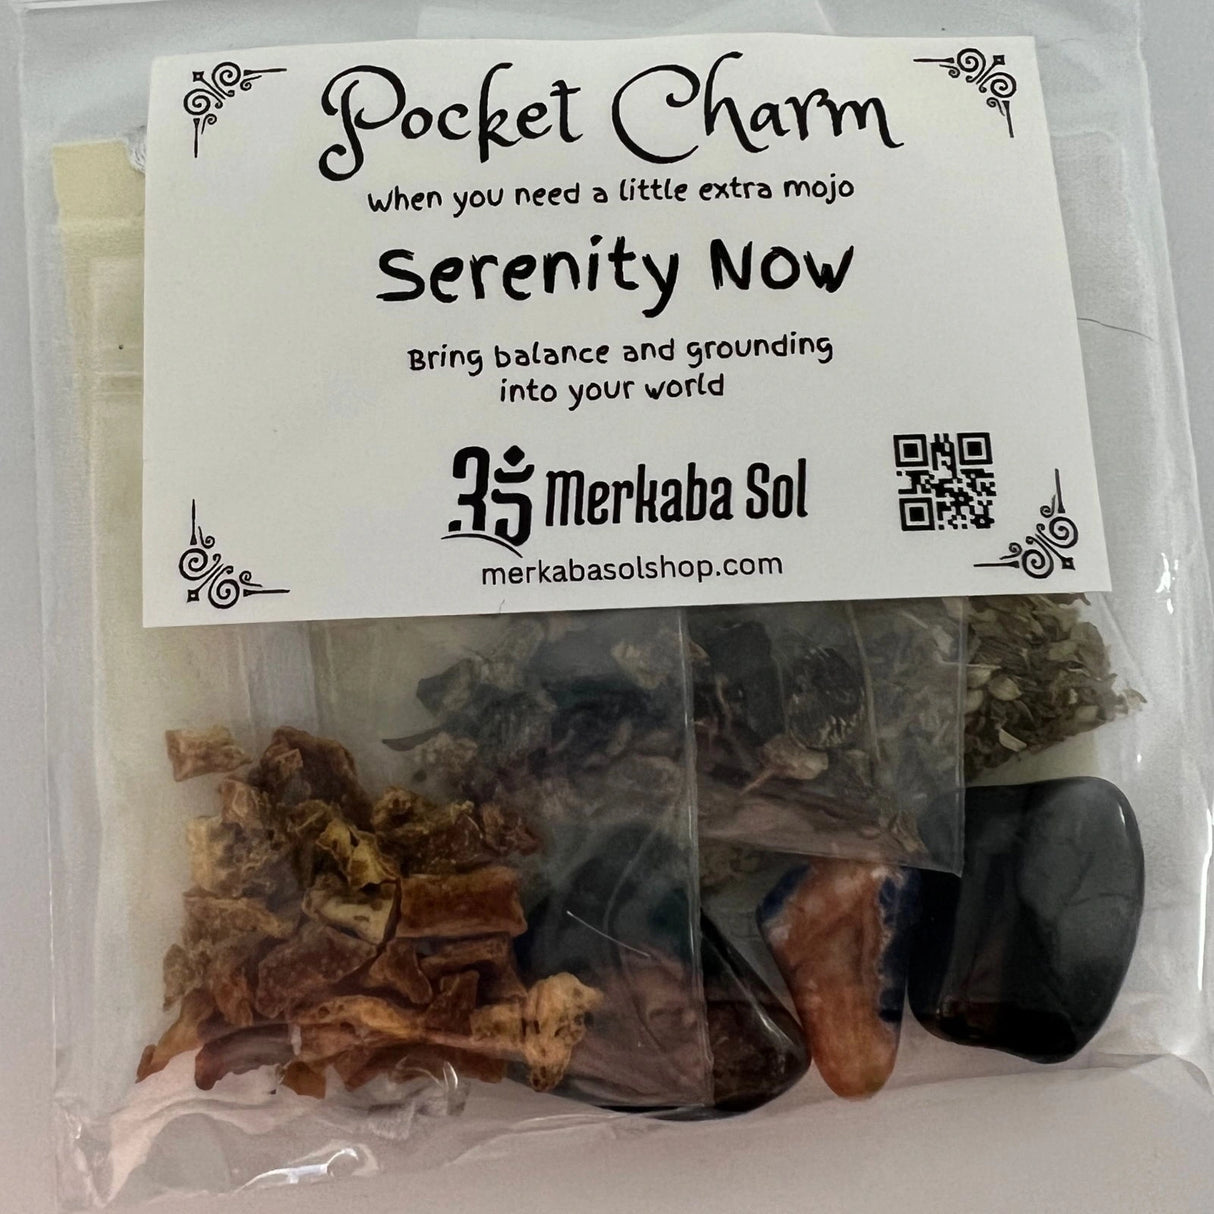 Pocket Charm
when you need a little extra mojo
Serenity Now
Bring balance and grounding
into your world
ॐ Merkaba Sol
merkabasolshop.com